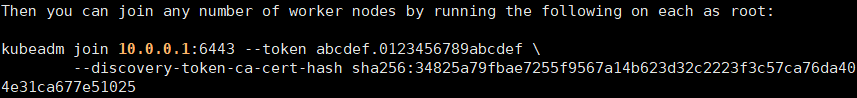 Then you can join any number of worker nodes by running the following on each as root:
kubeadm join 10.0.0.1:6443 --token abcdef.0123456789abcdef \
--discovery-token-ca-cert-hash sha256:34825a79fbae7255f9567a14b623d32c2223f3c57ca76da40
4e31ca677e51025